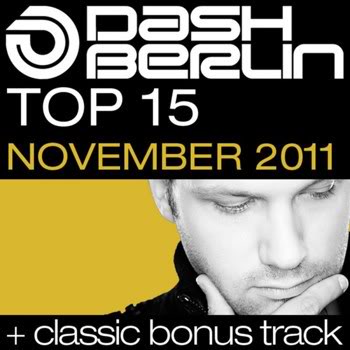 DASH
BERLIN
TOP 15
NOVEMBER 2011
+ classic bonus track